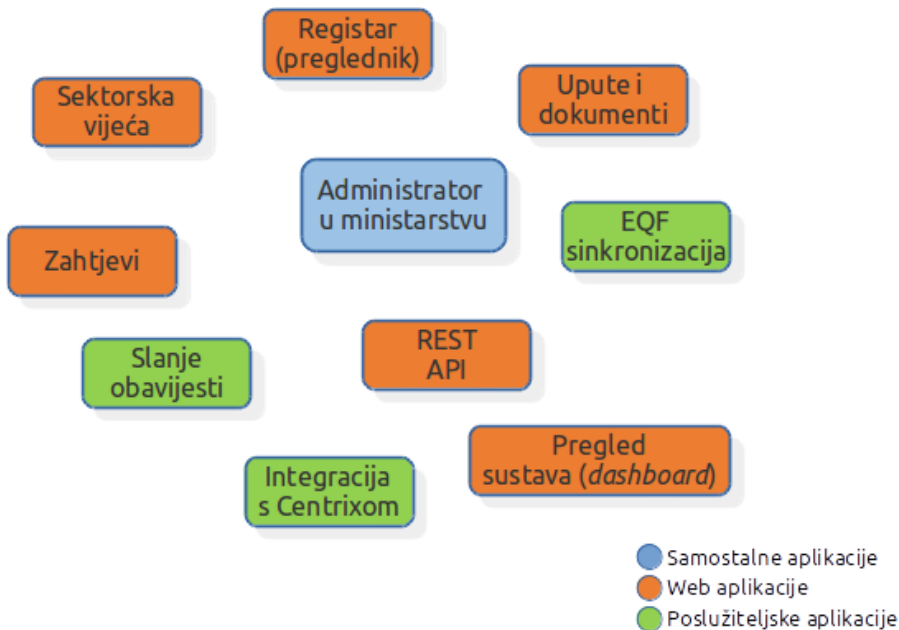 Registar
(preglednik)
Sektorska
vijeća
Upute i
dokumenti
Administrator
u ministarstvu
EQF
sinkronizacija
Zahtjevi
REST
API
Slanje
obavijesti
Pregled
sustava (dashboard)
Integracija
s Centrixom
Samostalne aplikacije
Web aplikacije
Poslužiteljske aplikacije